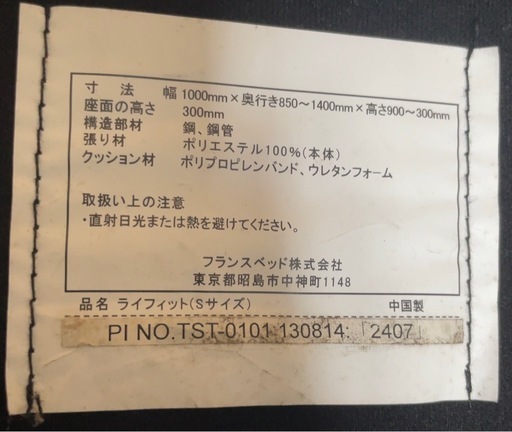 寸　法　幅 1000mm×奥行き850～1400mm×高さ900～300mm
座面の高さ　300mm
構造部材　鋼、鋼管
張り材　ポリエステル100%(本体)
クッション材　ポリプロピレンバンド、ウレタンフォーム
取扱い上の注意
・直射日光または熱を避けてください。
フランスベッド株式会社
東京都昭島市中神町1148
品名 ライフィット(Sサイズ)　中国製
PI NO.TST-0101 130814:「2407」